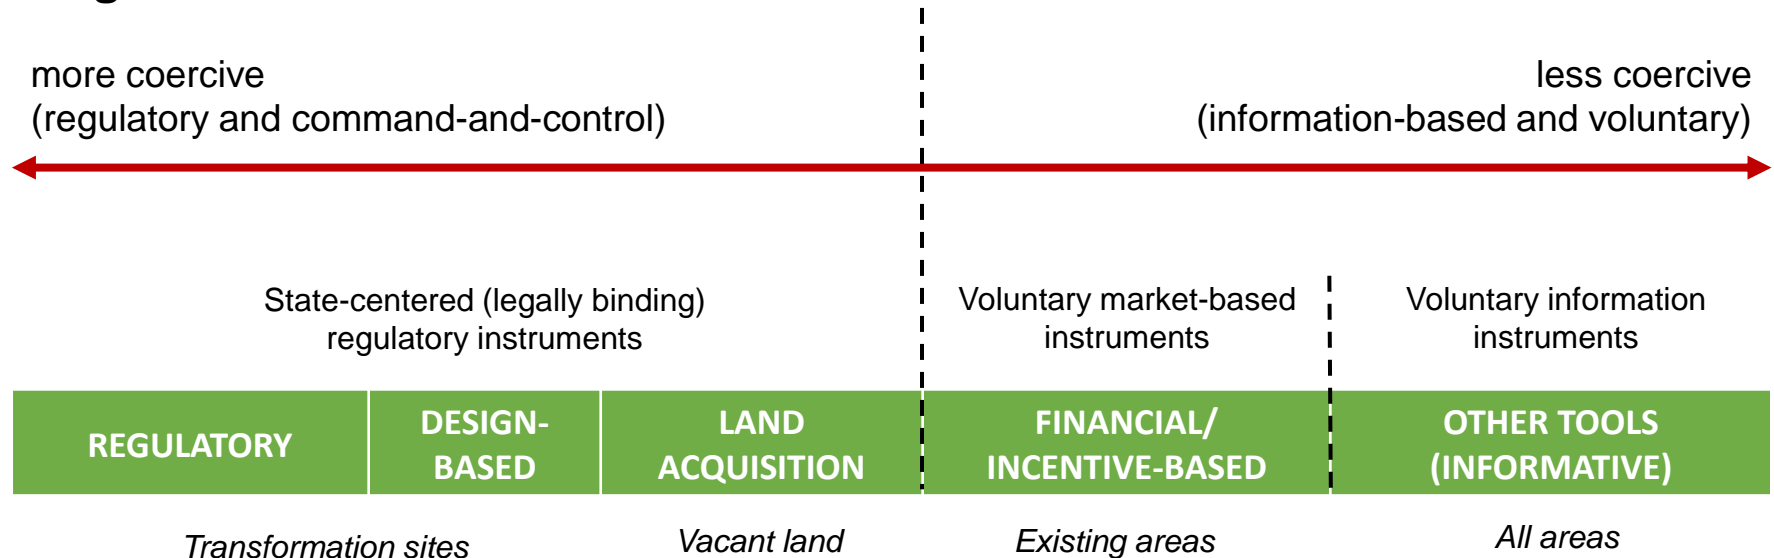 more coercive
(regulatory and command-and-control)
less coercive
(information-based and voluntary)
State-centered (legally binding)
regulatory instruments
Voluntary market-based
instruments
Voluntary information
instruments
REGULATORY
DESIGN-
BASED
LAND
ACQUISITION
FINANCIAL/
INCENTIVE-BASED
OTHER TOOLS
(INFORMATIVE)
Transformation sites
Vacant land
Existing areas
All areas